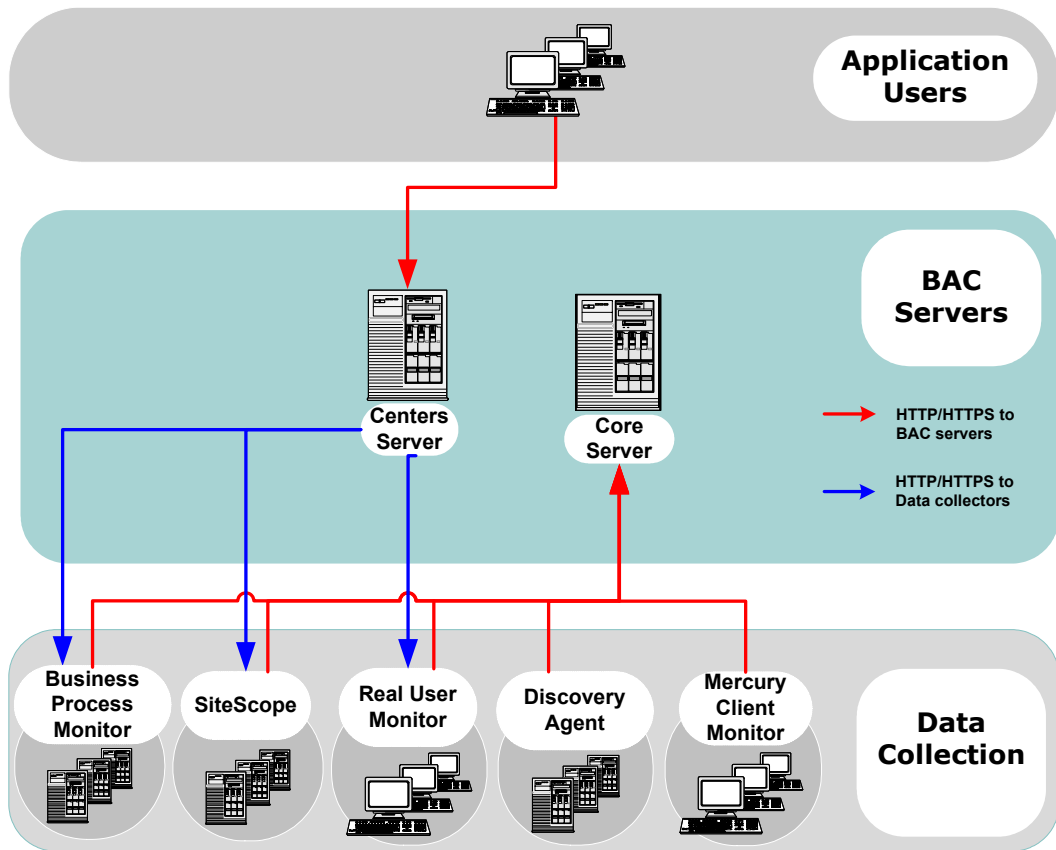 Application
Users
BAC
Servers
Centers
Server
Core
Server
HTTP/HTTPS to
BAC servers
HTTP/HTTPS to
Data collectors
Business
Process
Monitor
SiteScope
Real User
Monitor
Discovery
Agent
Mercury
Client
Monitor
Data
Collection